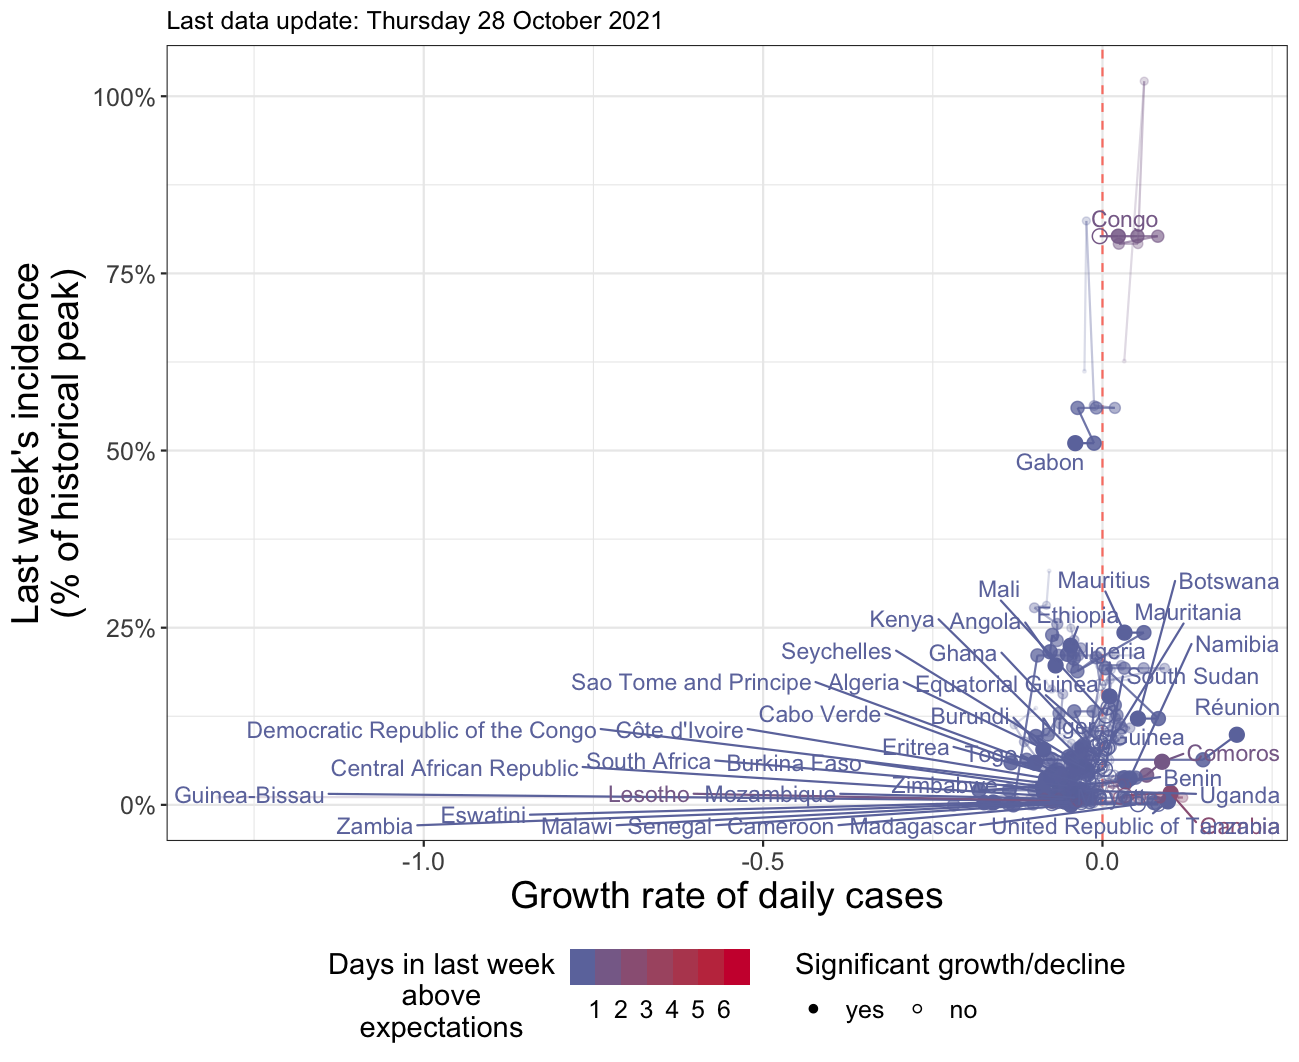 Last data update: Thursday 28 October 2021
Last week's incidence
(% of historical peak)
100%
75%
50%
25%
0%
Congo
Gabon
Mali
Mauritius
Botswana
Kenya
Angola
Ethiopia
Mauritania
Seychelles
Ghana
Nigeria
Namibia
Sao Tome and Principe
Algeria
Equatorial Guinea
South Sudan
Cabo Verde
Burundi
Réunion
Democratic Republic of the Congo
Côte d'Ivoire
Niger
Guinea
Eritrea
Togo
Comoros
Central African Republic
South Africa
Burkina Faso
Benin
Guinea-Bissau
Lesotho
Mozambique
Zimbabwe
Uganda
Zambia
Eswatini
Malawi
Senegal
Cameroon
Madagascar
United Republic of Tanzania
Gambia
-1.0
-0.5
0.0
Growth rate of daily cases
Days in last week
above
expectations
1 2 3 4 5 6
Significant growth/decline
yes
no